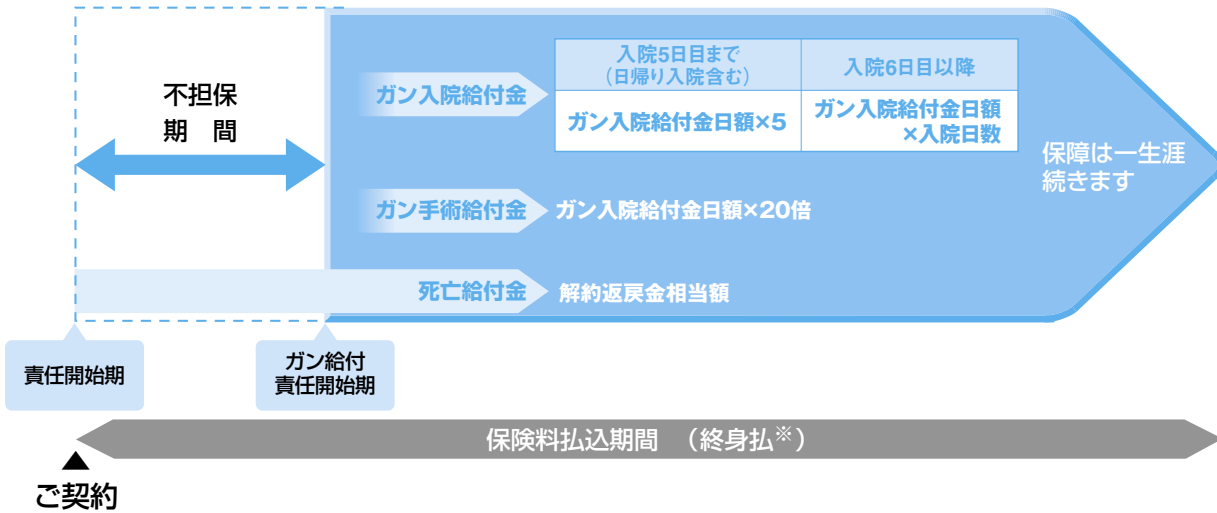 不担保
期　間
ガン入院給付金
入院5日目まで
（日帰り入院含む）
入院6日目以降
ガン入院給付金日額×5
ガン入院給付金日額
×入院日数
ガン手術給付金
ガン入院給付金日額×20倍
死亡給付金
解約返戻金相当額
保障は一生涯
続きます
責任開始期
ガン給付
責任開始期
保険料払込期間　（終身払※）
▲
ご契約